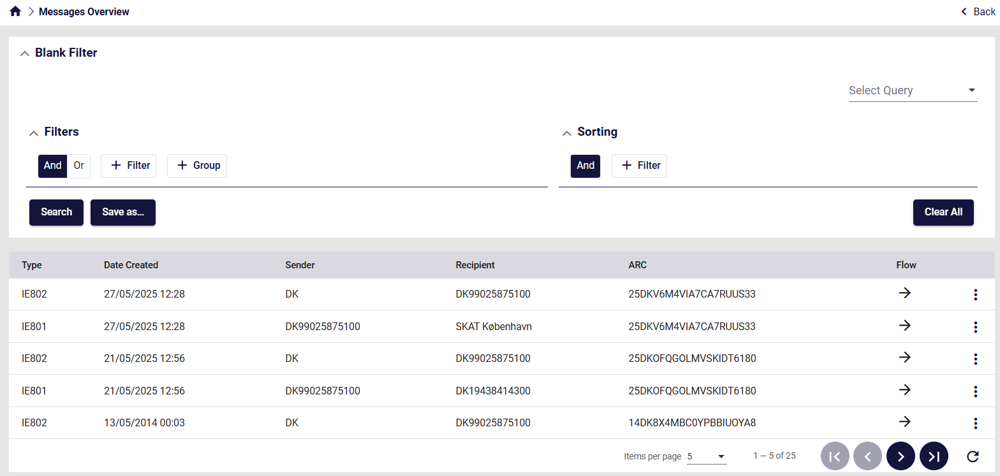 Messages Overview
Back
Blank Filter
Select Query
Filters
Sorting
And Or Filter Group
And Filter
Search Save as...
Clear All
Type Date Created Sender Recipient ARC Flow
IE802 27/05/2025 12:28 DK DK99025875100 25DKV6M4VIA7CA7RUUS33
IE801 27/05/2025 12:28 DK99025875100 SKAT København 25DKV6M4VIA7CA7RUUS33
IE802 21/05/2025 12:56 DK DK99025875100 25DKOFQGOLMVSKIDT6180
IE801 21/05/2025 12:56 DK99025875100 DK19438414300 25DKOFQGOLMVSKIDT6180
IE802 13/05/2014 00:03 DK DK99025875100 14DK8X4MBC0YPBBIUOYA8
Items per page 5 1 – 5 of 25